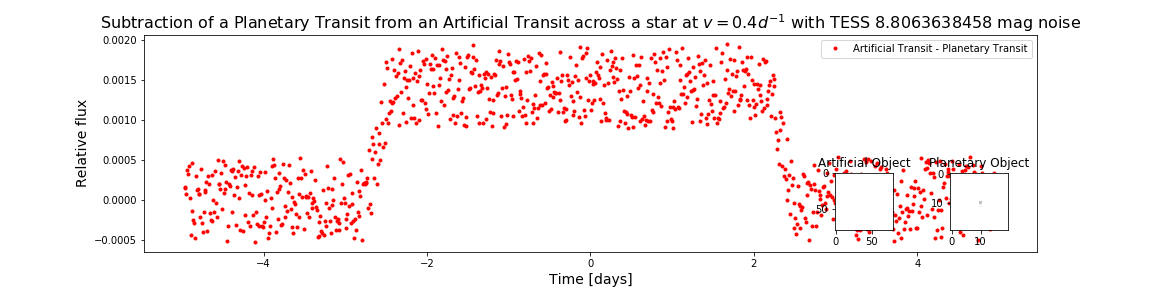 Subtraction of a Planetary Transit from an Artificial Transit across a star at v = 0.4d⁻¹ with TESS 8.8063638458 mag noise
Artificial Transit - Planetary Transit
Relative flux
0.0020
0.0015
0.0010
0.0005
0.0000
−0.0005
Artificial Object
0
50
0 50
Planetary Object
0
10
0 10
−4 −2 0 2 4
Time [days]